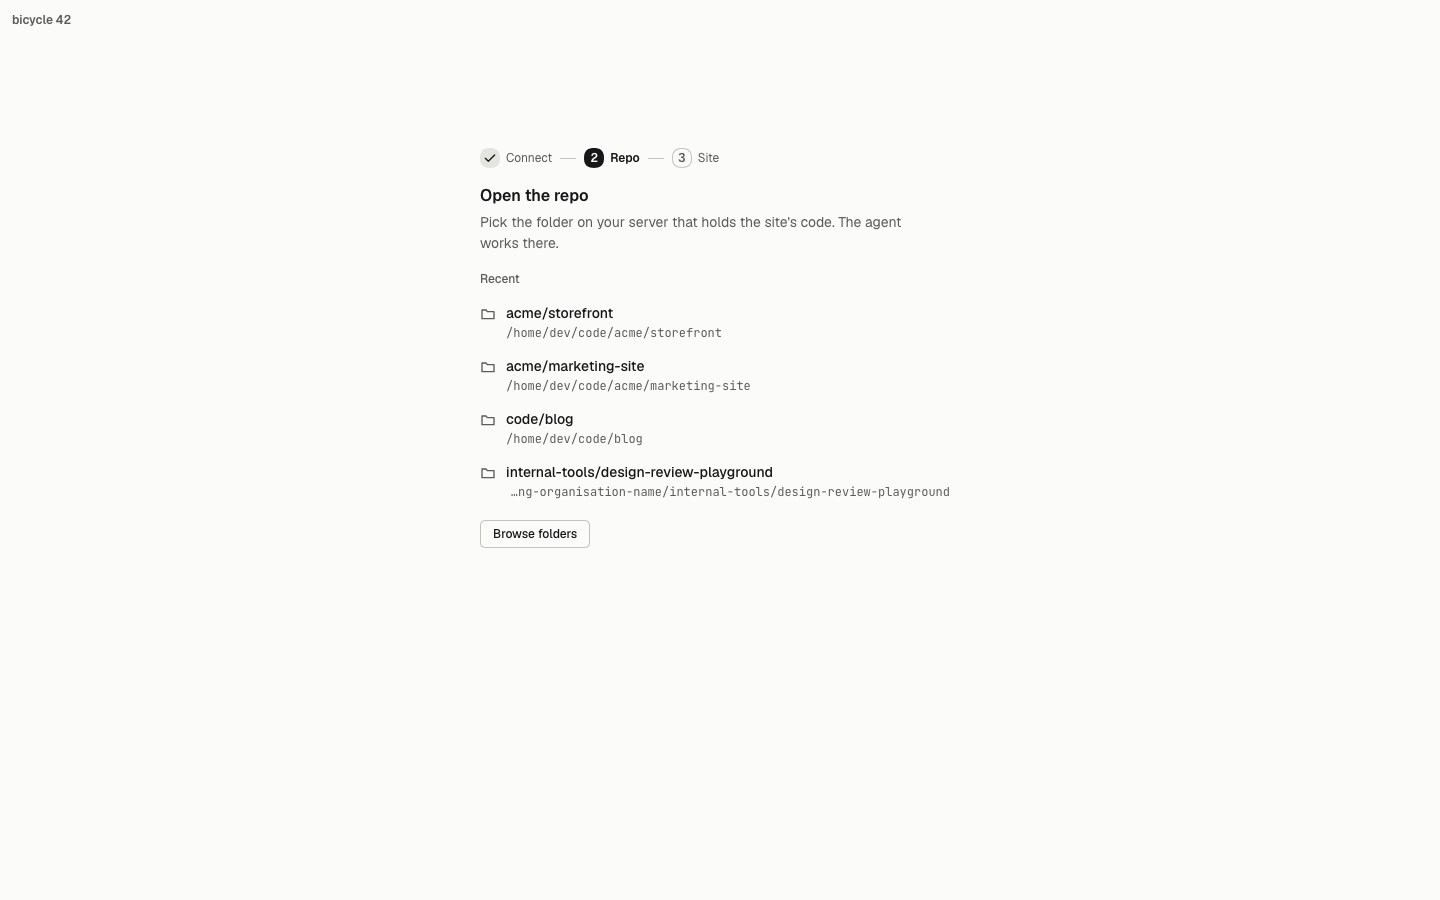 bicycle 42
Connect
2 Repo
3 Site
Open the repo
Pick the folder on your server that holds the site's code. The agent
works there.
Recent
acme/storefront
/home/dev/code/acme/storefront
acme/marketing-site
/home/dev/code/acme/marketing-site
code/blog
/home/dev/code/blog
internal-tools/design-review-playground
…ng-organisation-name/internal-tools/design-review-playground
Browse folders